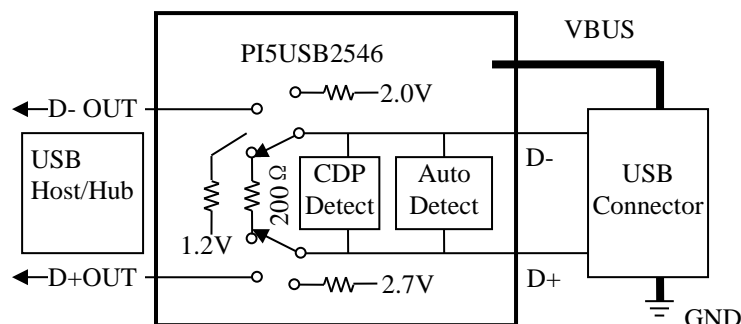 VBUS
PI5USB2546
2.0V
D- OUT
USB
Host/Hub
200Ω
CDP
Detect
Auto
Detect
D-
USB
Connector
1.2V
D+OUT
2.7V
D+
GND